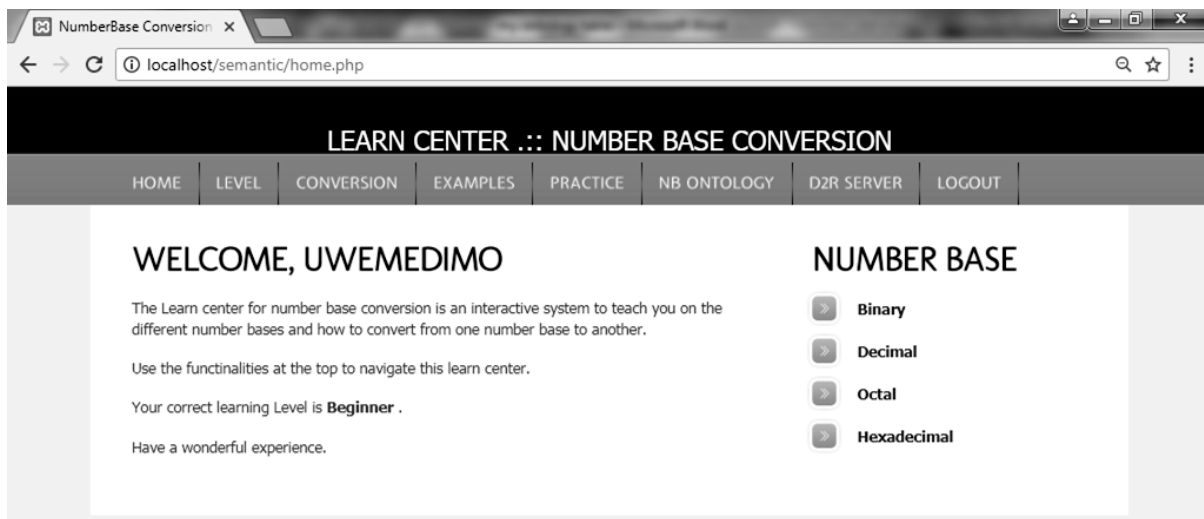 NumberBase Conversion
localhost/semantic/home.php
LEARN CENTER .:: NUMBER BASE CONVERSION
HOME LEVEL CONVERSION EXAMPLES PRACTICE NB ONTOLOGY D2R SERVER LOGOUT
WELCOME, UWEMEDIMO
The Learn center for number base conversion is an interactive system to teach you on the
different number bases and how to convert from one number base to another.
Use the functinalities at the top to navigate this learn center.
Your correct learning Level is Beginner .
Have a wonderful experience.
NUMBER BASE
Binary
Decimal
Octal
Hexadecimal